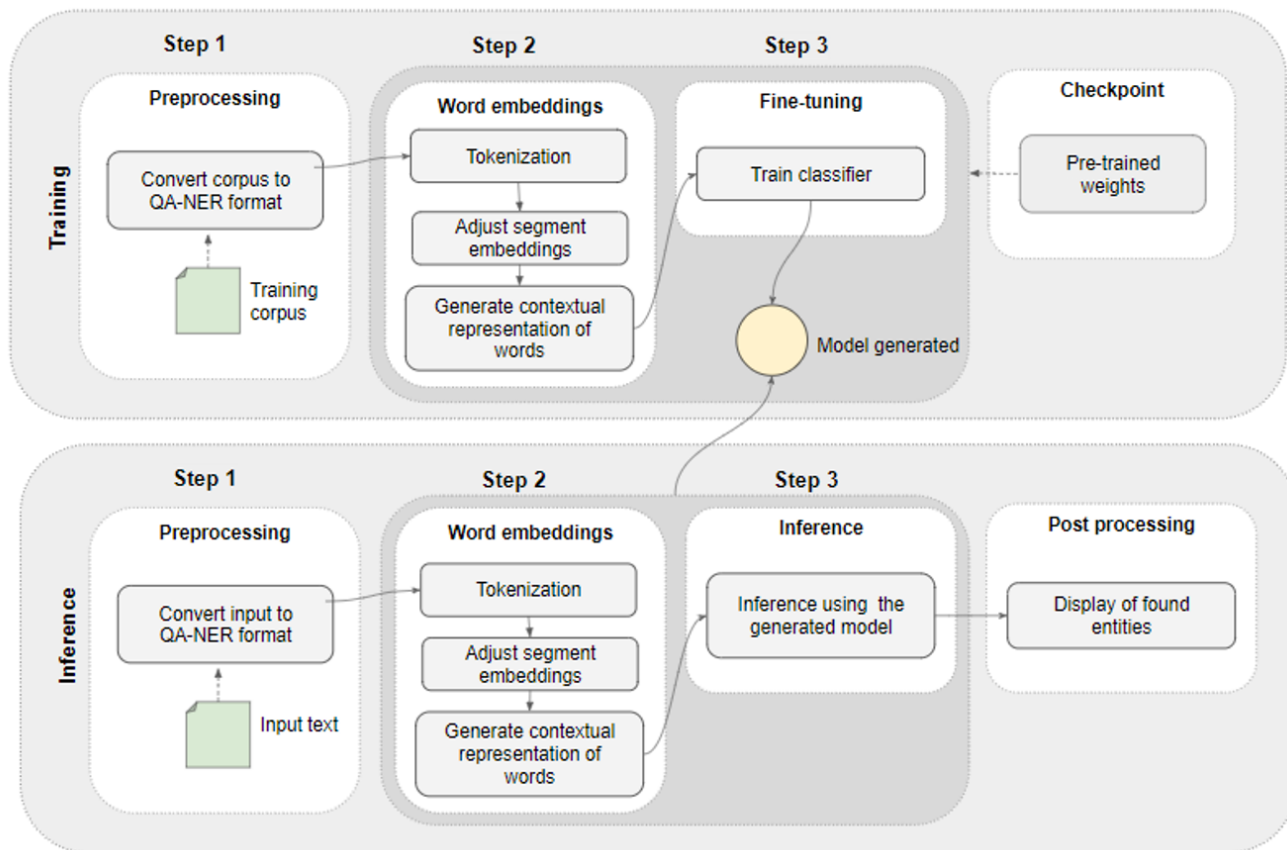 Training
Step 1
Step 2
Step 3
Preprocessing
Convert corpus to
QA-NER format
Training
corpus
Word embeddings
Tokenization
Adjust segment
embeddings
Generate contextual
representation of
words
Fine-tuning
Train classifier
Model generated
Checkpoint
Pre-trained
weights
Inference
Step 1
Step 2
Step 3
Preprocessing
Convert input to
QA-NER format
Input text
Word embeddings
Tokenization
Adjust segment
embeddings
Generate contextual
representation of
words
Inference
Inference using the
generated model
Post processing
Display of found
entities